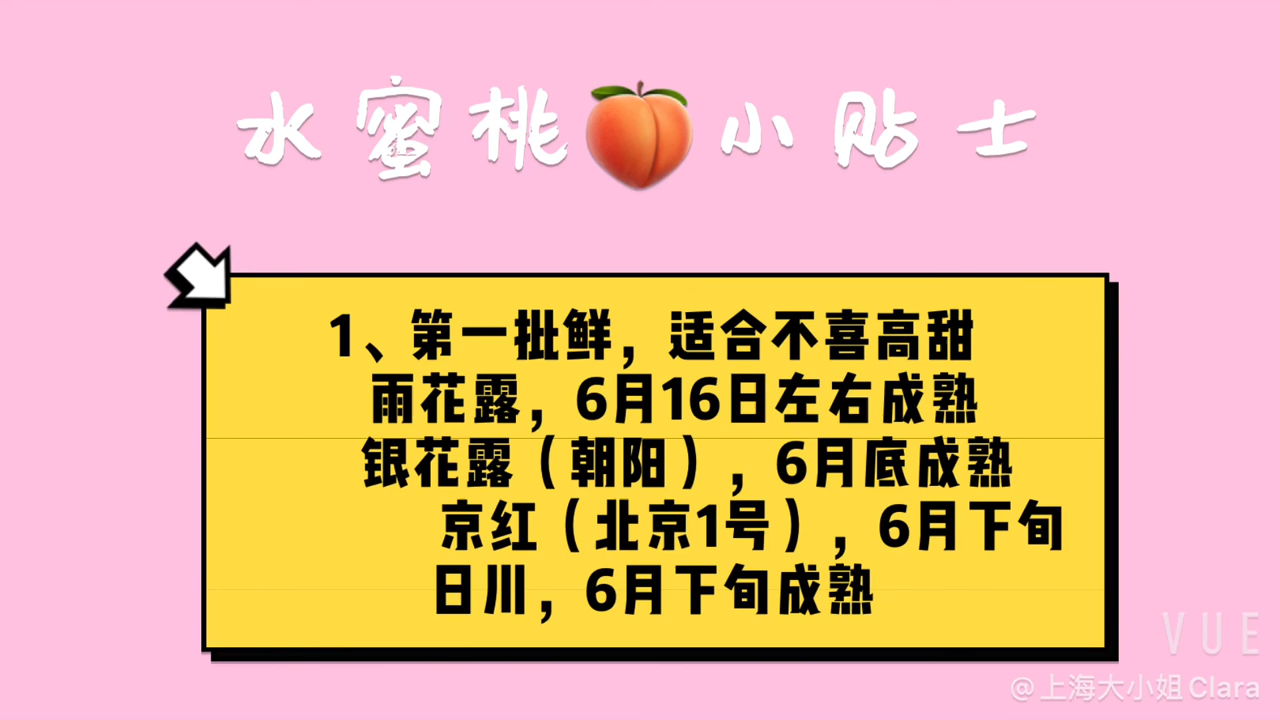 水蜜桃🍑小贴士
1、第一批鲜，适合不喜高甜
雨花露，6月16日左右成熟
银花露（朝阳），6月底成熟
京红（北京1号），6月下旬
日川，6月下旬成熟
VUE
@上海大小姐Clara